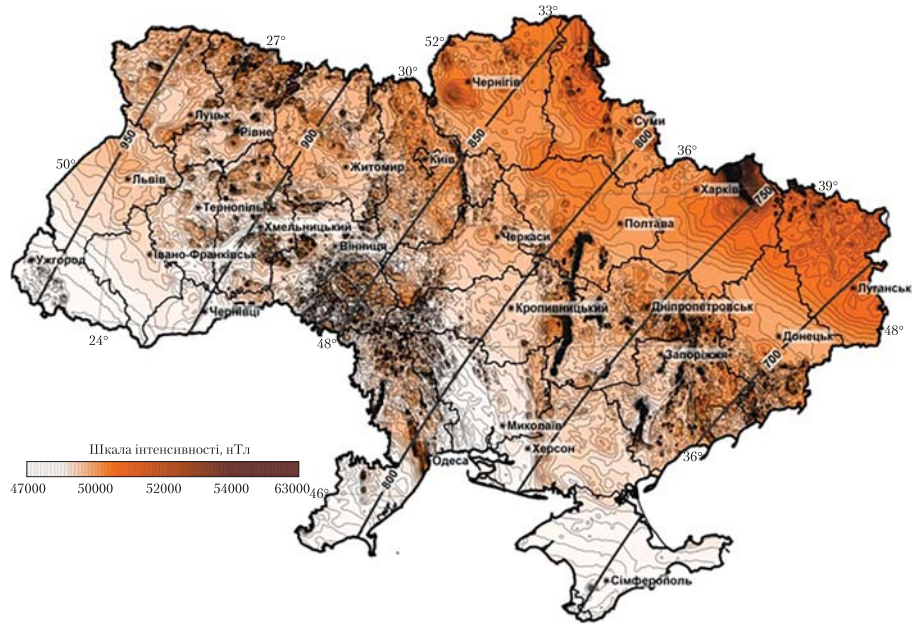 33°
27°
52°
30°
Чернігів
Луцьк
Суми
Рівне
950
900
850
800
Київ
36°
50°
Житомир
Львів
Харків
750
39°
Тернопіль
Хмельницький
Полтава
Вінниця
Черкаси
Ужгород
Івано-Франківськ
Луганськ
Чернівці
Кропивницький
Дніпропетровськ
24°
48°
Донецьк
48°
Запоріжжя
700
Миколаїв
Шкала інтенсивності, нТл
Херсон
36°
Одеса
47000 50000 52000 54000 63000
46°
800
Сімферополь